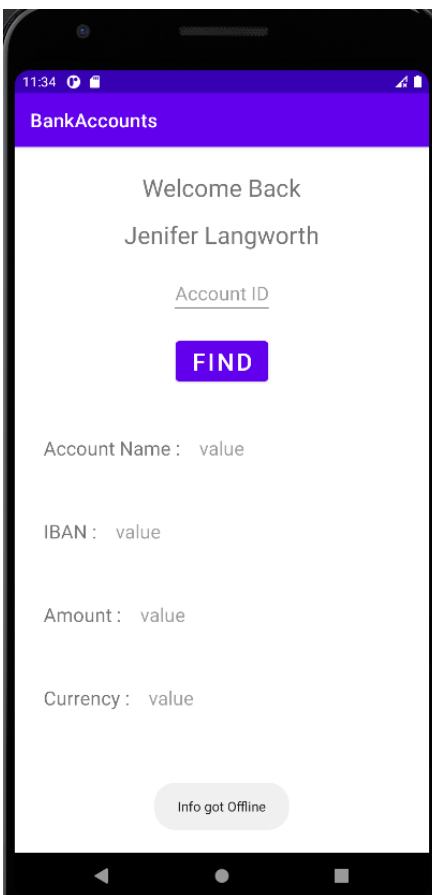 11:34
BankAccounts
Welcome Back
Jenifer Langworth
Account ID
FIND
Account Name : value
IBAN : value
Amount : value
Currency : value
Info got Offline